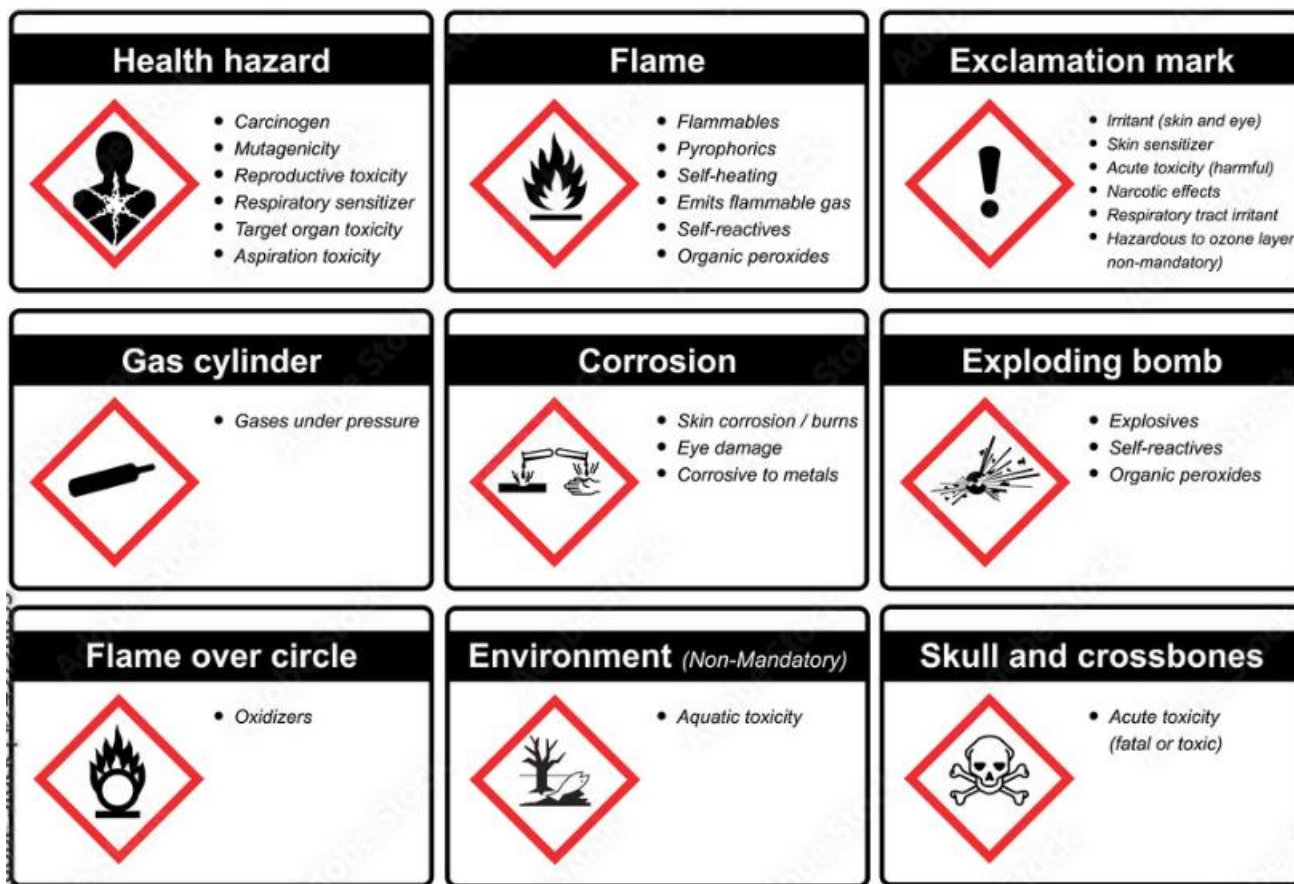 Health hazard
Carcinogen
Mutagenicity
Reproductive toxicity
Respiratory sensitizer
Target organ toxicity
Aspiration toxicity
Flame
Flammables
Pyrophorics
Self-heating
Emits flammable gas
Self-reactives
Organic peroxides
Exclamation mark
Irritant (skin and eye)
Skin sensitizer
Acute toxicity (harmful)
Narcotic effects
Respiratory tract irritant
Hazardous to ozone layer
non-mandatory)
Gas cylinder
Gases under pressure
Corrosion
Skin corrosion / burns
Eye damage
Corrosive to metals
Exploding bomb
Explosives
Self-reactives
Organic peroxides
Flame over circle
Oxidizers
Environment (Non-Mandatory)
Aquatic toxicity
Skull and crossbones
Acute toxicity
(fatal or toxic)
Adobe Stock